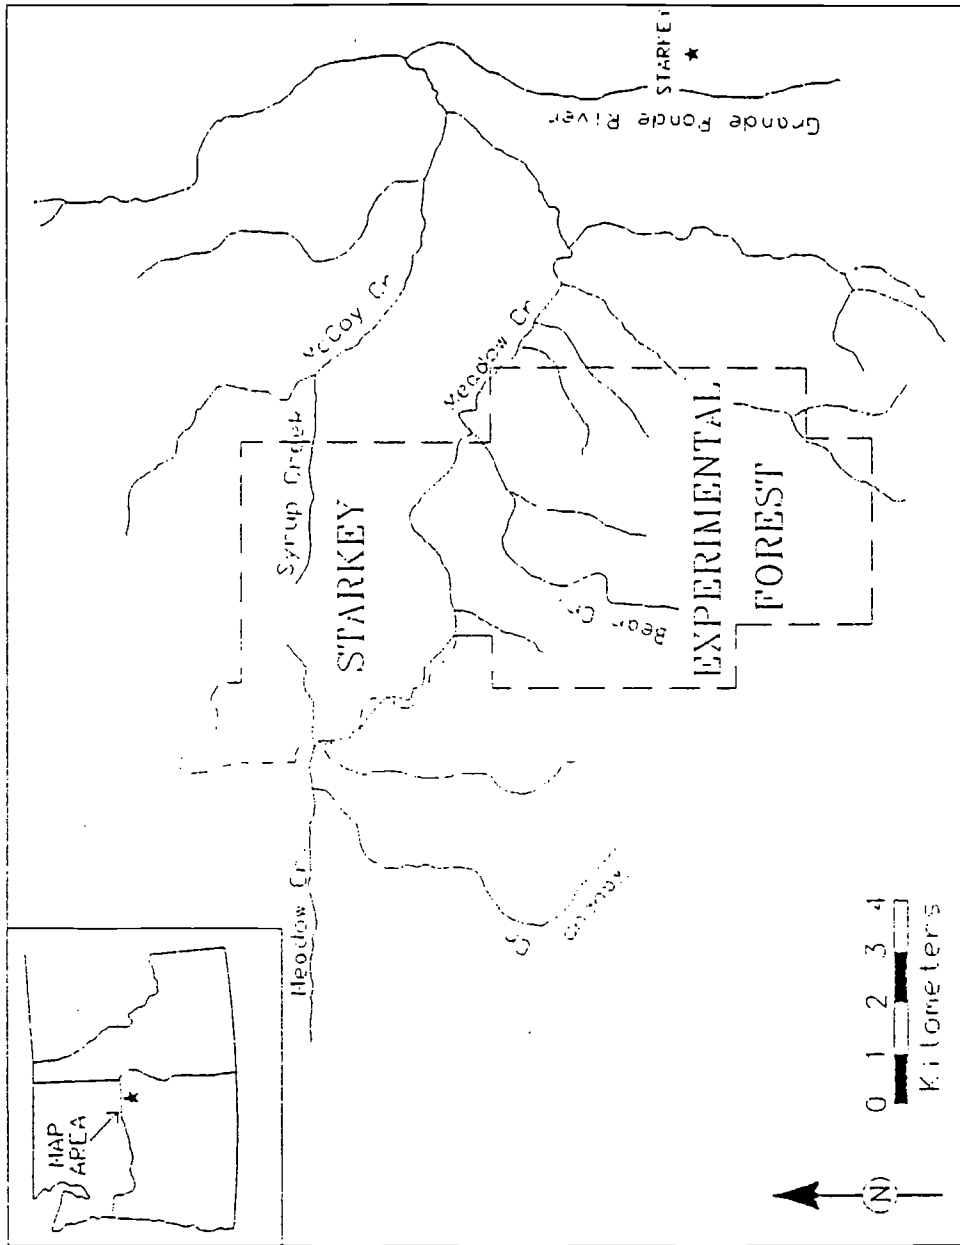 MAP
AREA
Meadow Cr
Syrup Creek
McCoy Cr
Meadow Cr
STARKEY
Bear Cr
EXPERIMENTAL
FOREST
Grande Ronde River
STARKEY
0 1 2 3 4
Kilometers
(N)